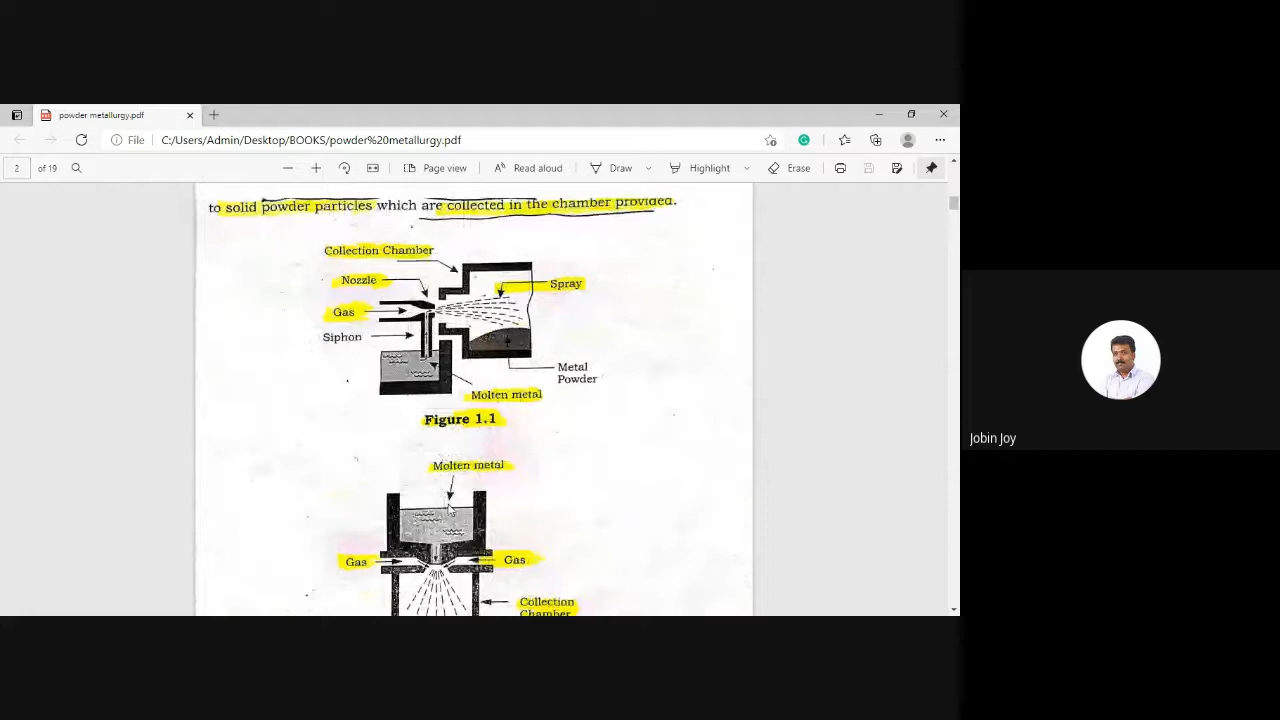 powder metallurgy.pdf
File
C:/Users/Admin/Desktop/BOOKS/powder%20metallurgy.pdf
2 of 19
Page view
Read aloud
Draw
Highlight
Erase
to solid powder particles which are collected in the chamber provided.
Collection Chamber
Nozzle
Spray
Gas
Siphon
Metal
Powder
Molten metal
Figure 1.1
Molten metal
Gas
Gas
Collection
Chamber
Jobin Joy